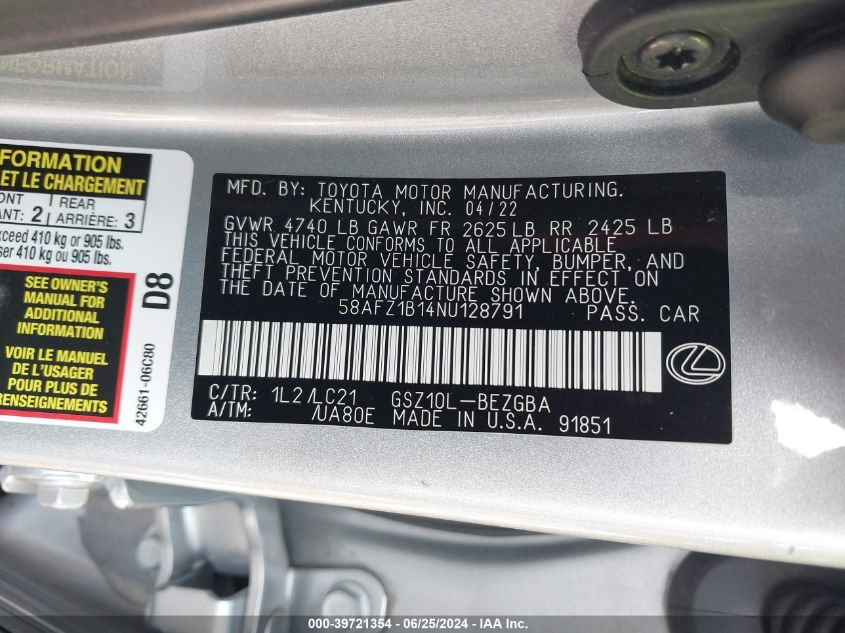 INFORMATION
FORMATION
ET LE CHARGEMENT
ONT
ANT: 2
REAR
ARRIÈRE: 3
xceed 410 kg or 905 lbs.
ser 410 kg ou 905 lbs.
SEE OWNER'S
MANUAL FOR
ADDITIONAL
INFORMATION
VOIR LE MANUEL
DE L'USAGER
POUR PLUS DE
RENSEIGNEMENTS
D8
42661-06C80
MFD. BY: TOYOTA MOTOR MANUFACTURING.
KENTUCKY, INC. 04/22
GVWR 4740 LB GAWR FR 2625 LB RR 2425 LB
THIS VEHICLE CONFORMS TO ALL APPLICABLE
FEDERAL MOTOR VEHICLE SAFETY, BUMPER, AND
THEFT PREVENTION STANDARDS IN EFFECT ON
THE DATE OF MANUFACTURE SHOWN ABOVE.
58AFZ1B14NU128791 PASS. CAR
C/TR: 1L2/LC21 GSZ10L-BEZGBA
A/TM: /UA80E MADE IN U.S.A. 91851
000-39721354 - 06/25/2024 - IAAI.com